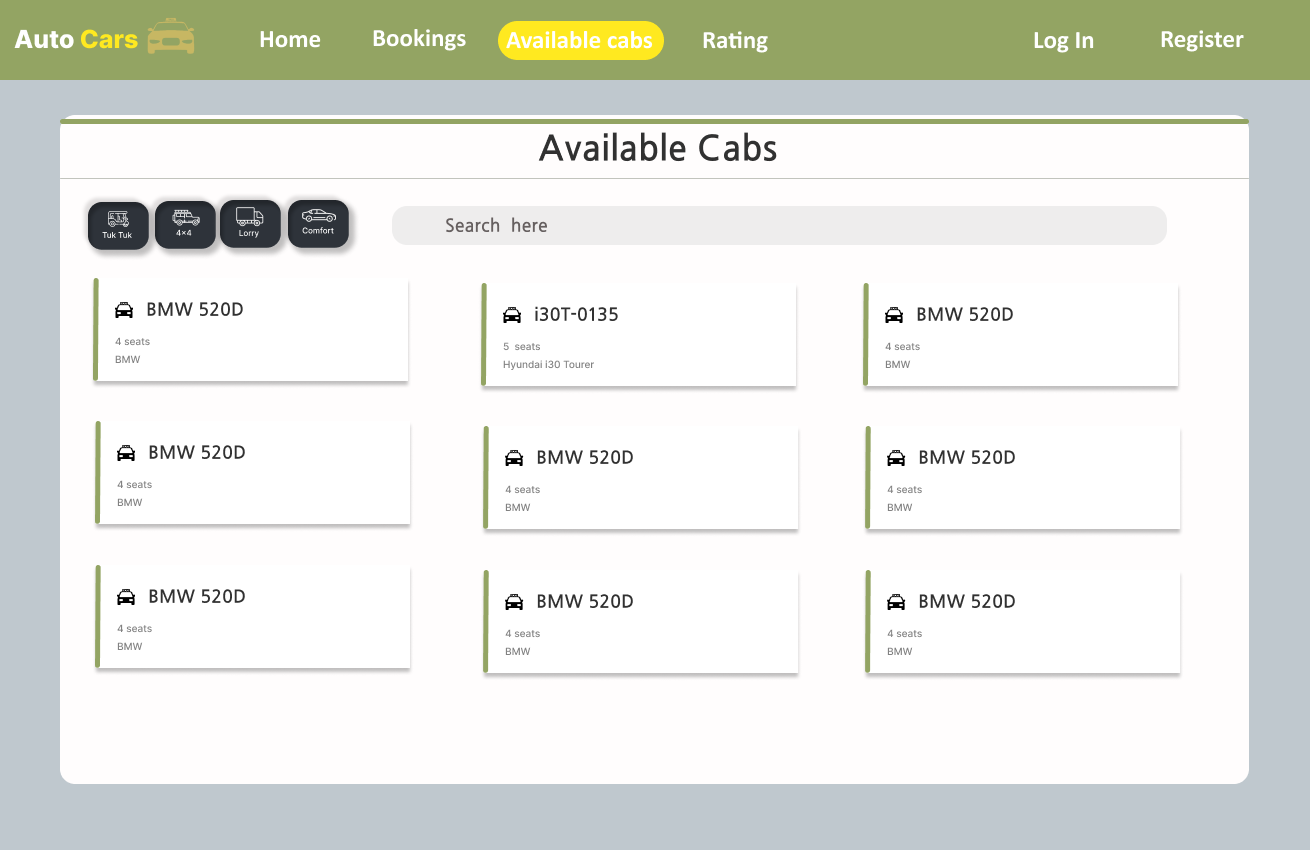 Auto Cars
Home
Bookings
Available cabs
Rating
Log In
Register
Available Cabs
Tuk Tuk
4×4
Lorry
Comfort
Search here
BMW 520D
4 seats
BMW
i30T-0135
5 seats
Hyundai i30 Tourer
BMW 520D
4 seats
BMW
BMW 520D
4 seats
BMW
BMW 520D
4 seats
BMW
BMW 520D
4 seats
BMW
BMW 520D
4 seats
BMW
BMW 520D
4 seats
BMW
BMW 520D
4 seats
BMW